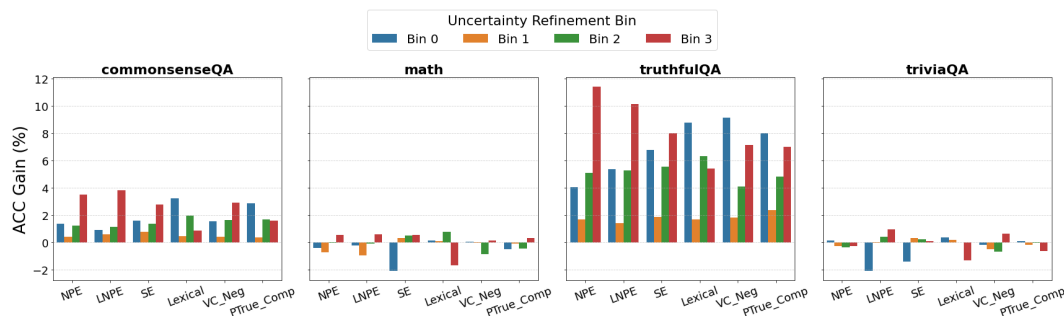 Uncertainty Refinement Bin
Bin 0 Bin 1 Bin 2 Bin 3
commonsenseQA math truthfulQA triviaQA
ACC Gain (%)
12
10
8
6
4
2
0
−2
NPE LNPE SE Lexical VC_Neg PTrue_Comp NPE LNPE SE Lexical VC_Neg PTrue_Comp NPE LNPE SE Lexical VC_Neg PTrue_Comp NPE LNPE SE Lexical VC_Neg PTrue_Comp